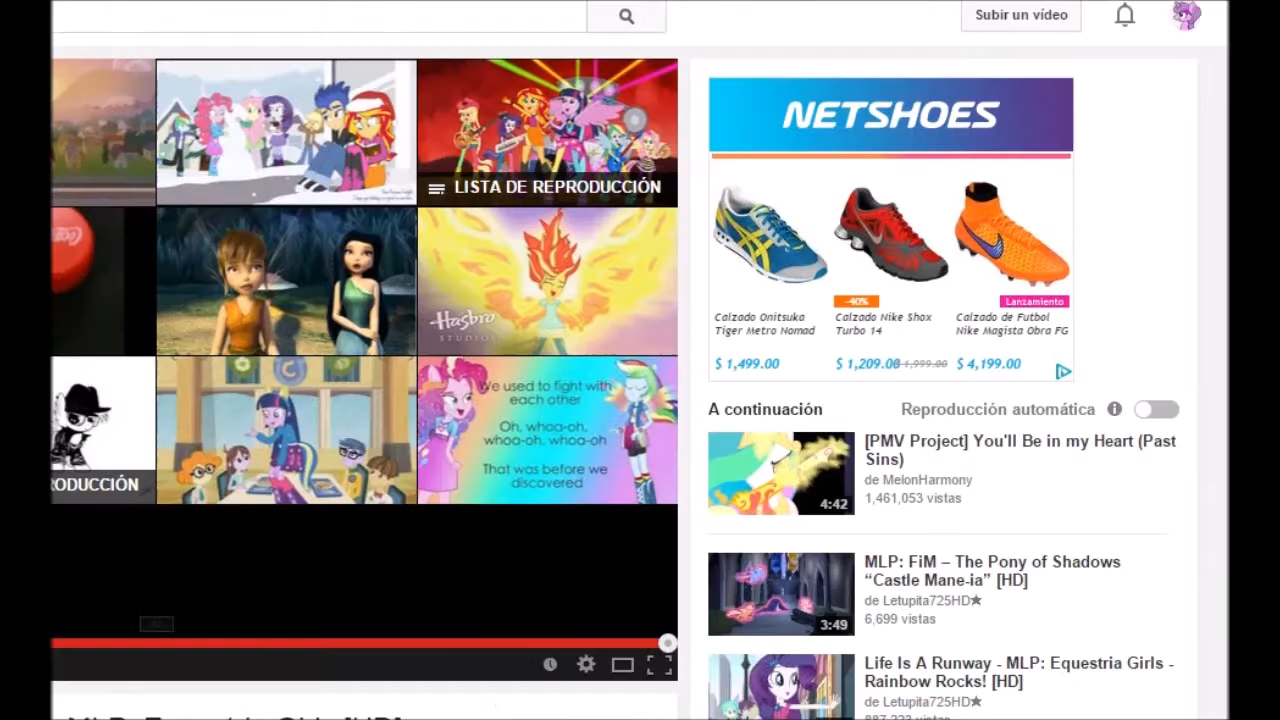 Subir un vídeo
LISTA DE REPRODUCCIÓN
Hasbro
STUDIOS
We used to fight with
each other
Oh, whoa-oh,
whoa-oh, whoa-oh
That was before we
discovered
RODUCCIÓN
NETSHOES
-40%
Lanzamiento
Calzado Onitsuka
Tiger Metro Nomad
$ 1,499.00
Calzado Nike Shox
Turbo 14
$ 1,209.00 1,999.00
Calzado de Futbol
Nike Magista Obra FG
$ 4,199.00
A continuación
Reproducción automática
[PMV Project] You'll Be in my Heart (Past
Sins)
de MelonHarmony
1,461,053 vistas
4:42
MLP: FiM – The Pony of Shadows
“Castle Mane-ia” [HD]
de Letupita725HD★
6,699 vistas
3:49
Life Is A Runway - MLP: Equestria Girls -
Rainbow Rocks! [HD]
de Letupita725HD★